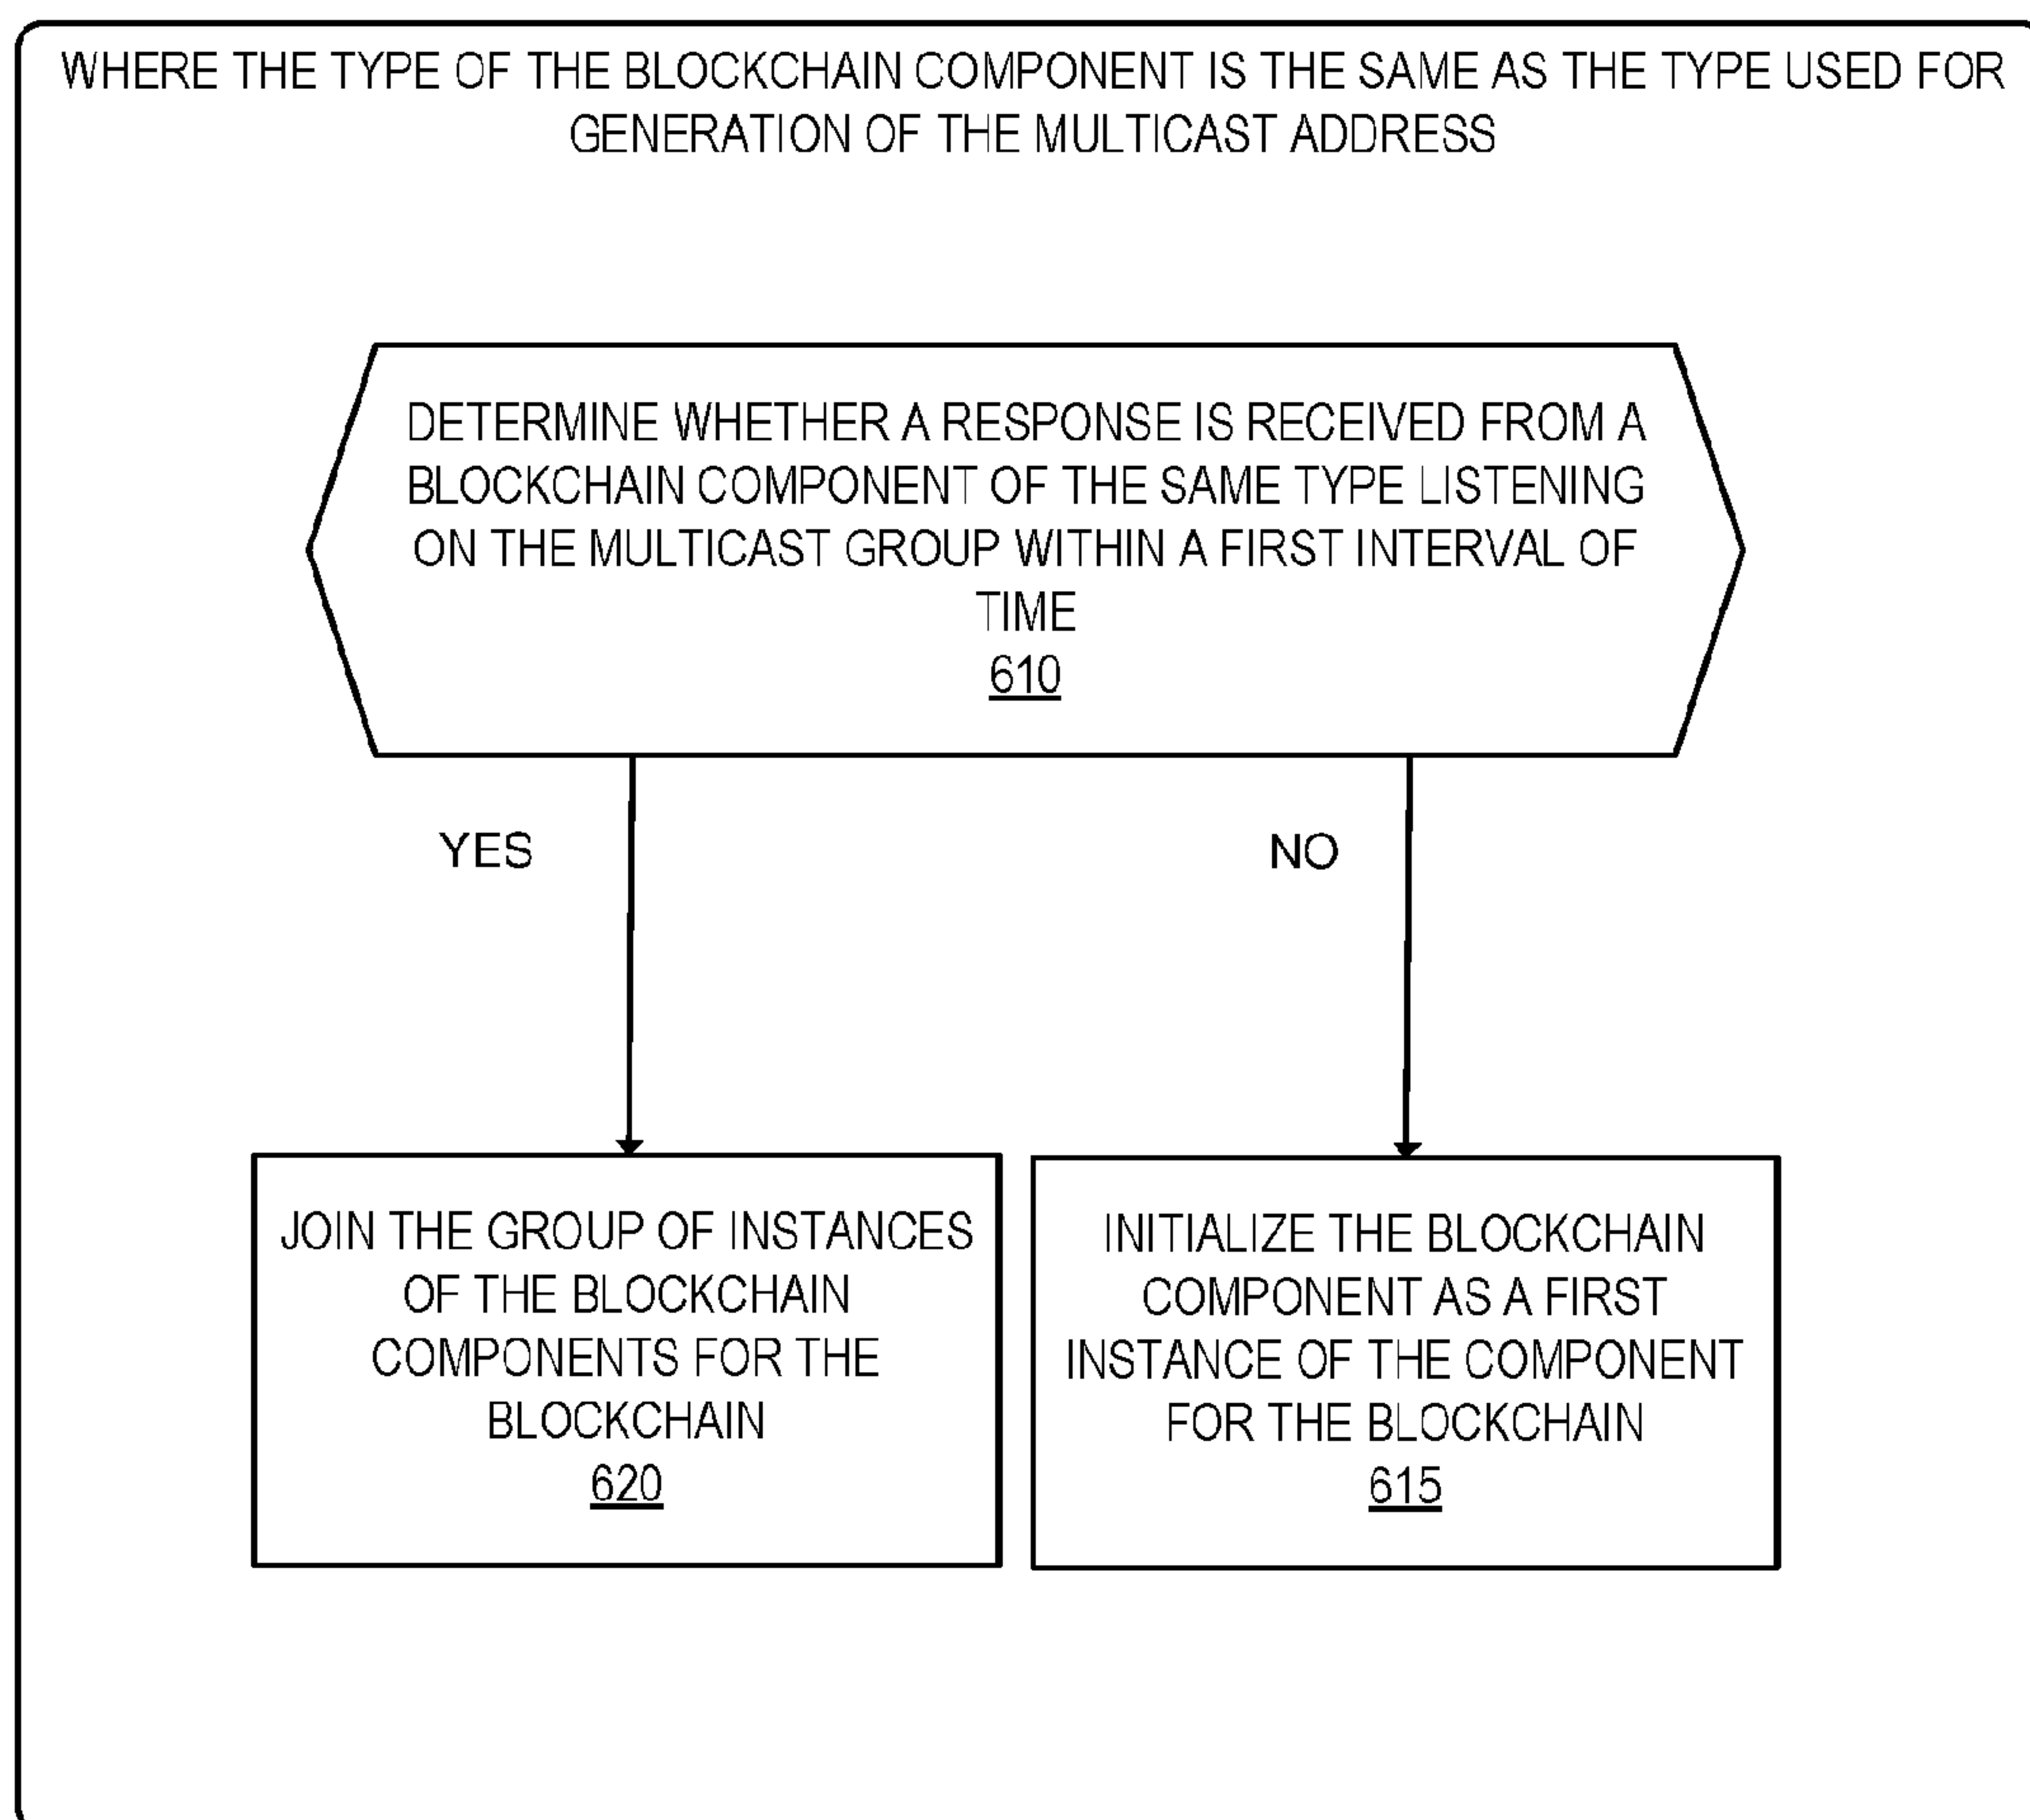 WHERE THE TYPE OF THE BLOCKCHAIN COMPONENT IS THE SAME AS THE TYPE USED FOR
GENERATION OF THE MULTICAST ADDRESS
DETERMINE WHETHER A RESPONSE IS RECEIVED FROM A
BLOCKCHAIN COMPONENT OF THE SAME TYPE LISTENING
ON THE MULTICAST GROUP WITHIN A FIRST INTERVAL OF
TIME
610
YES
NO
JOIN THE GROUP OF INSTANCES
OF THE BLOCKCHAIN
COMPONENTS FOR THE
BLOCKCHAIN
620
INITIALIZE THE BLOCKCHAIN
COMPONENT AS A FIRST
INSTANCE OF THE COMPONENT
FOR THE BLOCKCHAIN
615